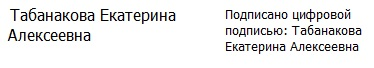 Табанакова Екатерина
Алексеевна
Подписано цифровой
подписью: Табанакова
Екатерина Алексеевна